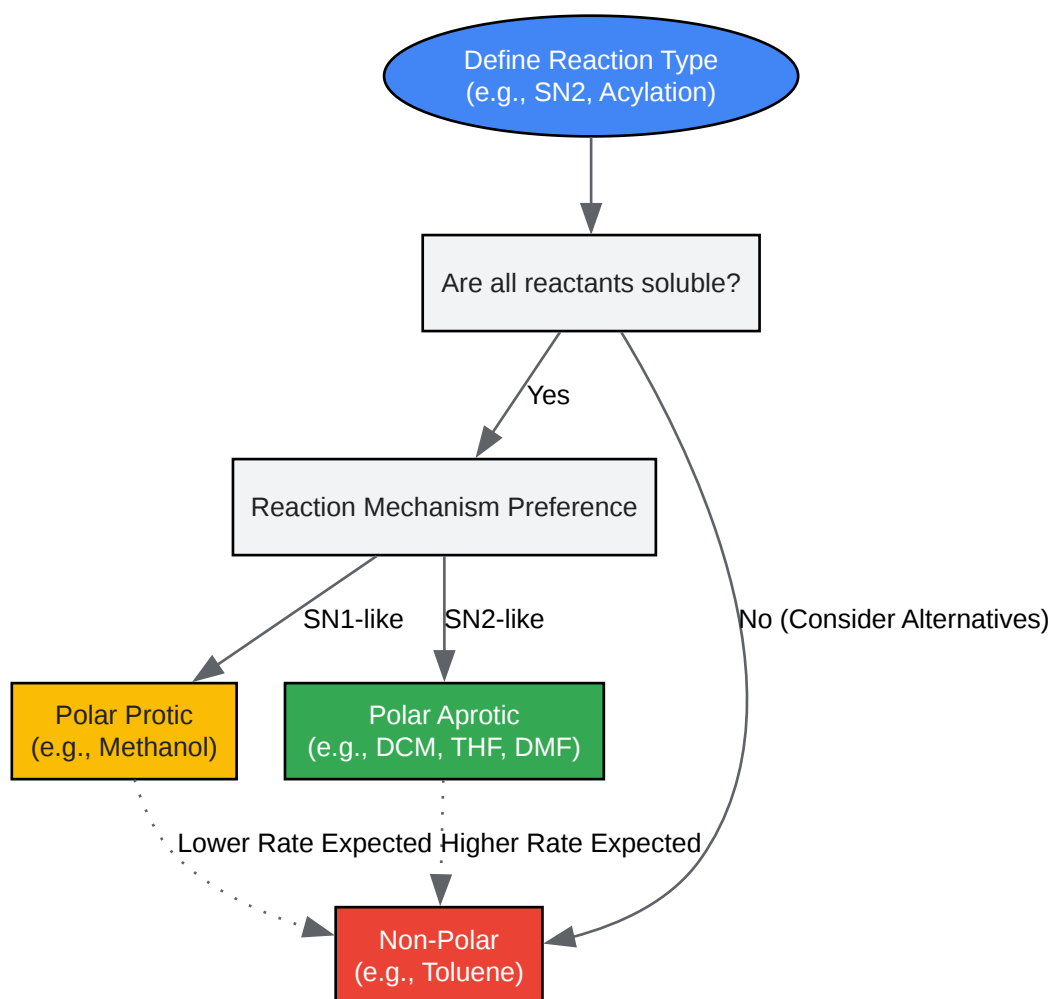 Define Reaction Type
(e.g., SN2, Acylation)
Are all reactants soluble?
Yes
Reaction Mechanism Preference
SN1-like
SN2-like
No (Consider Alternatives)
Polar Protic
(e.g., Methanol)
Polar Aprotic
(e.g., DCM, THF, DMF)
Lower Rate Expected
Higher Rate Expected
Non-Polar
(e.g., Toluene)